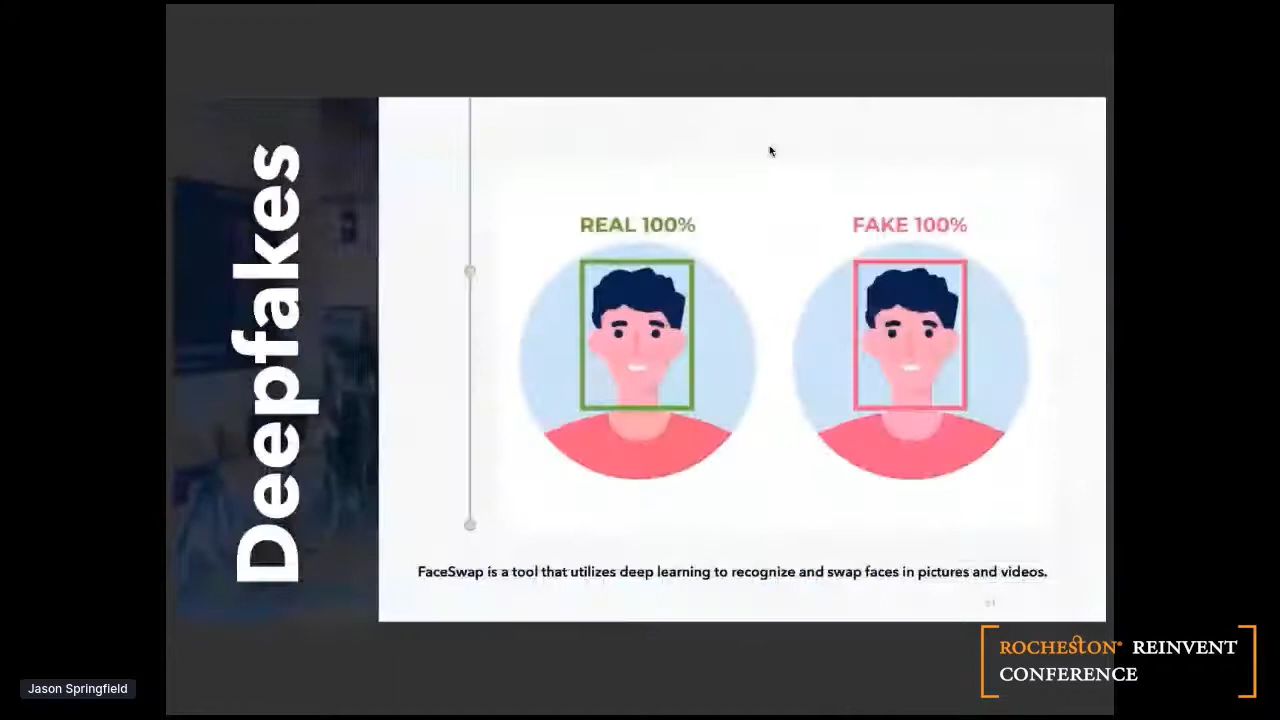 Deepfakes
REAL 100%
FAKE 100%
FaceSwap is a tool that utilizes deep learning to recognize and swap faces in pictures and videos.
Jason Springfield
ROCHESTON® REINVENT
CONFERENCE